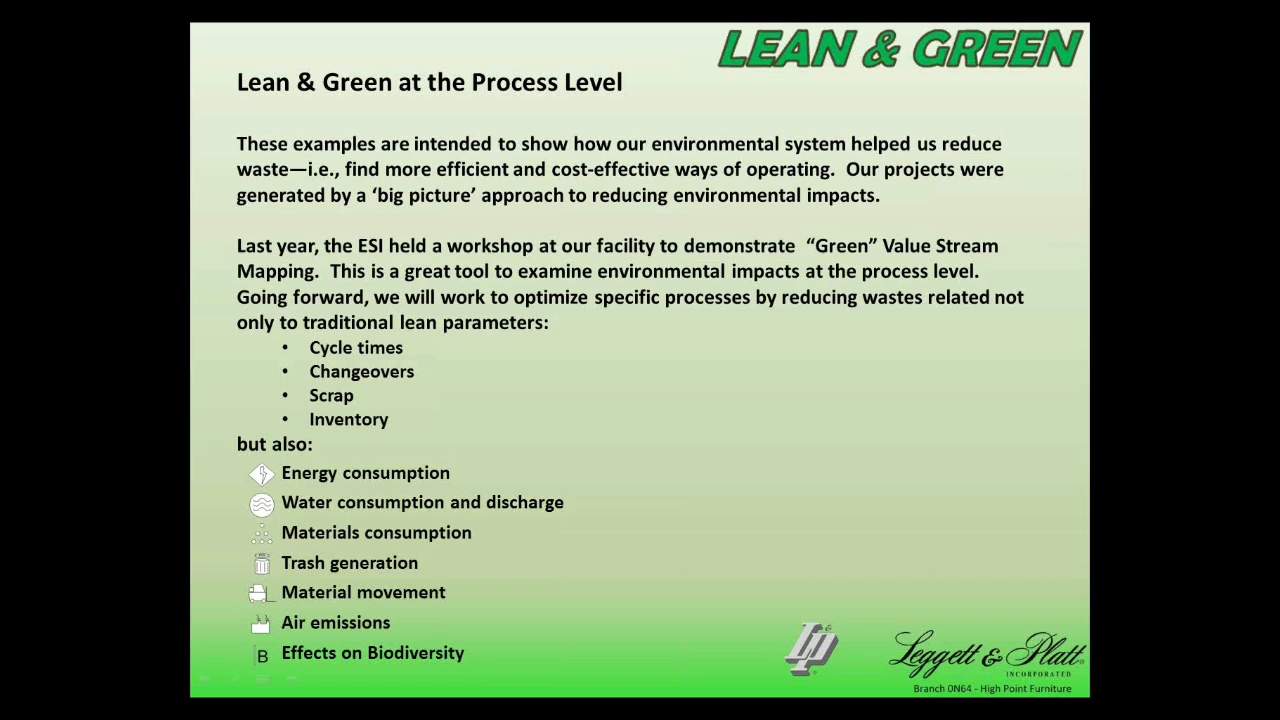 LEAN & GREEN
Lean & Green at the Process Level
These examples are intended to show how our environmental system helped us reduce
waste—i.e., find more efficient and cost-effective ways of operating.  Our projects were
generated by a ‘big picture’ approach to reducing environmental impacts.
Last year, the ESI held a workshop at our facility to demonstrate  “Green” Value Stream
Mapping.  This is a great tool to examine environmental impacts at the process level.
Going forward, we will work to optimize specific processes by reducing wastes related not
only to traditional lean parameters:
• Cycle times
• Changeovers
• Scrap
• Inventory
but also:
Energy consumption
Water consumption and discharge
Materials consumption
Trash generation
Material movement
Air emissions
B Effects on Biodiversity
L&P
Leggett & Platt
INCORPORATED
Branch 0N64 - High Point Furniture